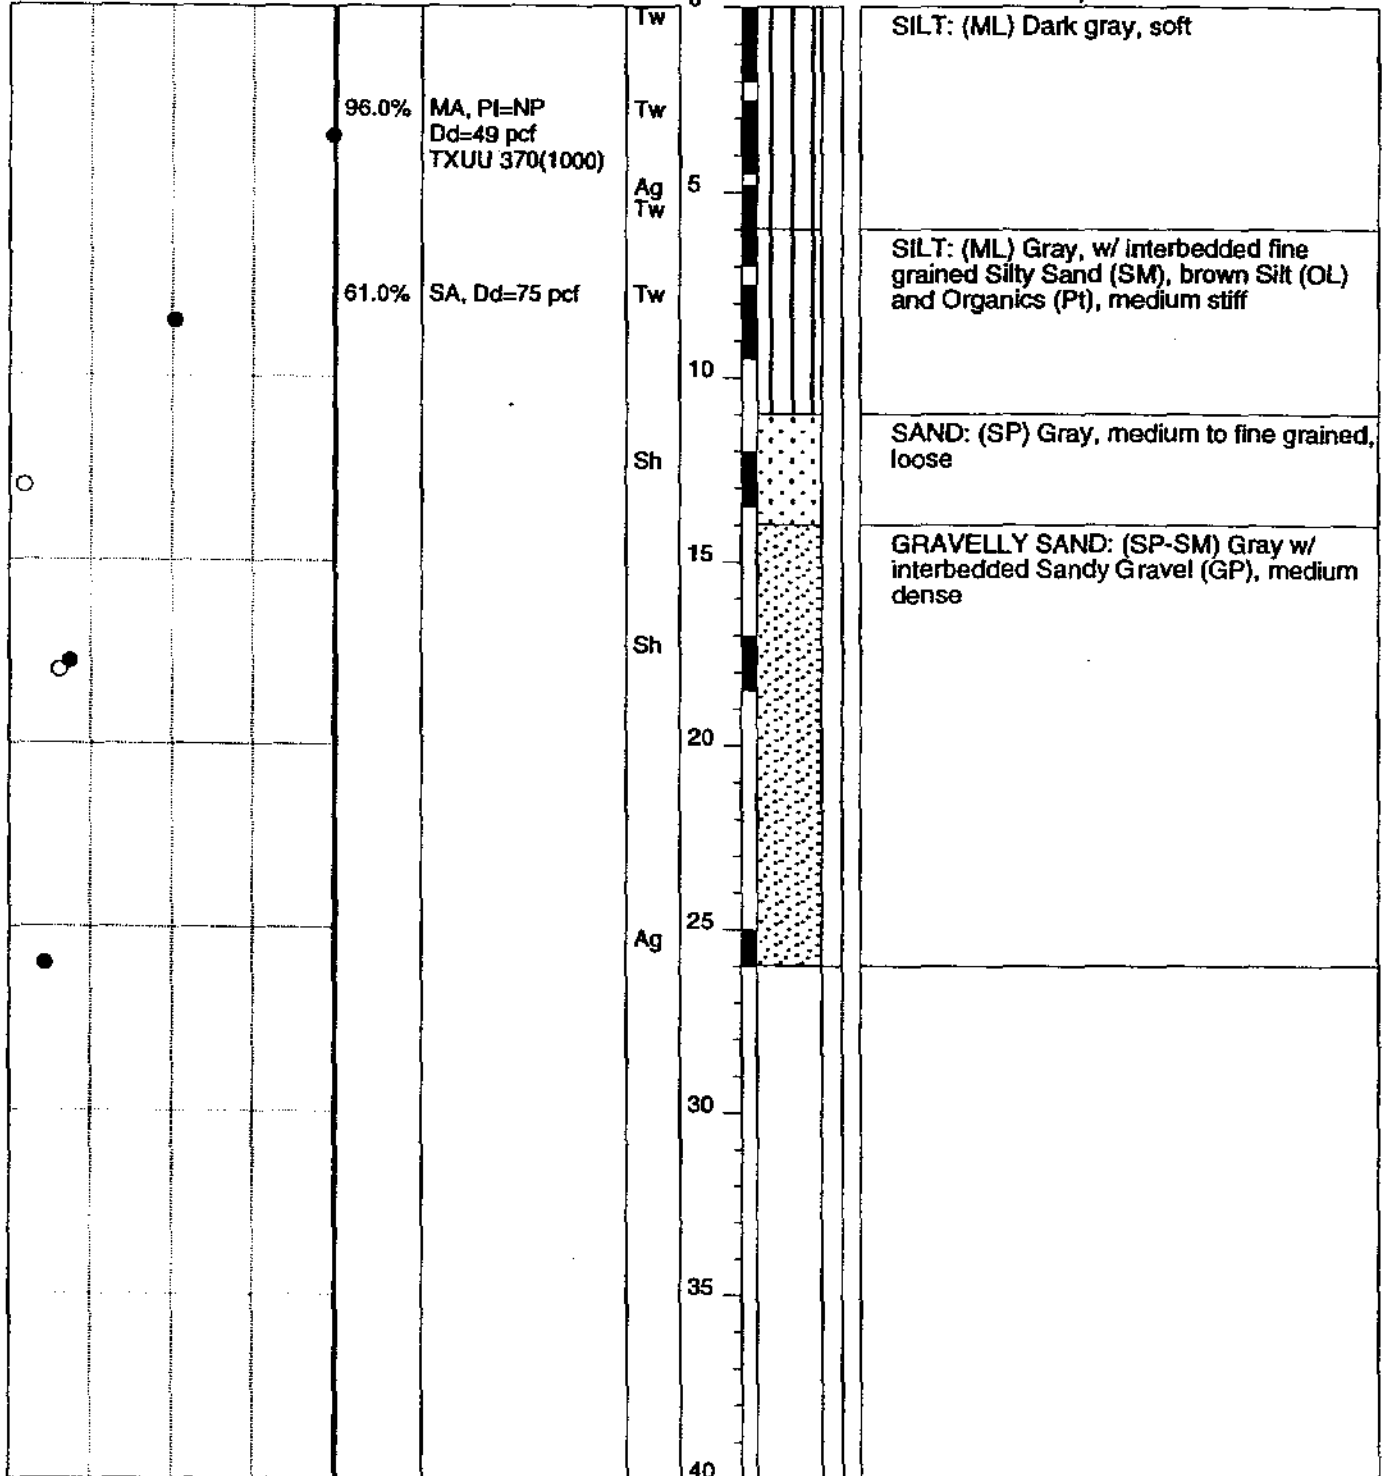 Tw
SILT: (ML) Dark gray, soft
96.0%
MA, PI=NP
Dd=49 pcf
TXUU 370(1000)
Tw
Ag
Tw
5
SILT: (ML) Gray, w/ interbedded fine
grained Silty Sand (SM), brown Silt (OL)
and Organics (Pt), medium stiff
61.0%
SA, Dd=75 pcf
Tw
10
SAND: (SP) Gray, medium to fine grained,
loose
Sh
15
GRAVELLY SAND: (SP-SM) Gray w/
interbedded Sandy Gravel (GP), medium
dense
Sh
20
25
Ag
30
35
40